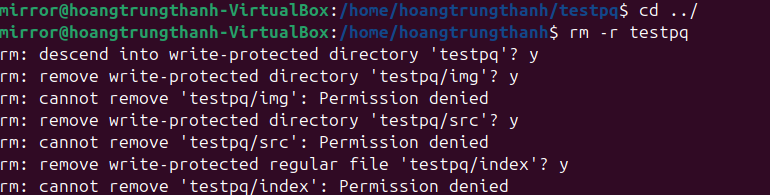 mirror@hoangtrungthanh-VirtualBox:/home/hoangtrungthanh/testpq$ cd ../
mirror@hoangtrungthanh-VirtualBox:/home/hoangtrungthanh$ rm -r testpq
rm: descend into write-protected directory 'testpq'? y
rm: remove write-protected directory 'testpq/img'? y
rm: cannot remove 'testpq/img': Permission denied
rm: remove write-protected directory 'testpq/src'? y
rm: cannot remove 'testpq/src': Permission denied
rm: remove write-protected regular file 'testpq/index'? y
rm: cannot remove 'testpq/index': Permission denied